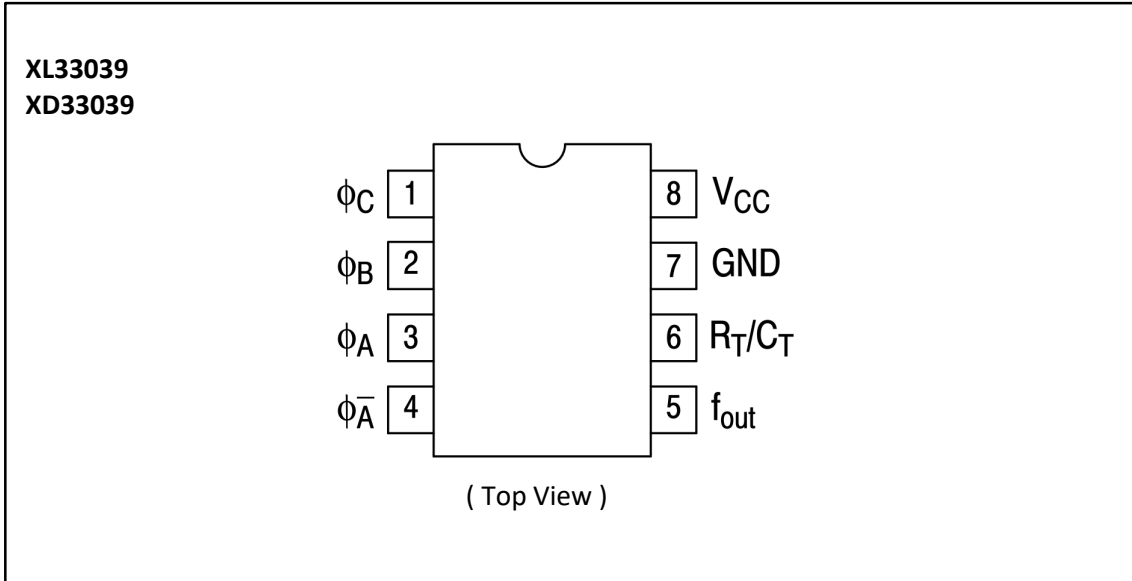 XL33039
XD33039
ϕC 1 8 VCC
ϕB 2 7 GND
ϕA 3 6 RT/CT
ϕA̅ 4 5 fout
( Top View )